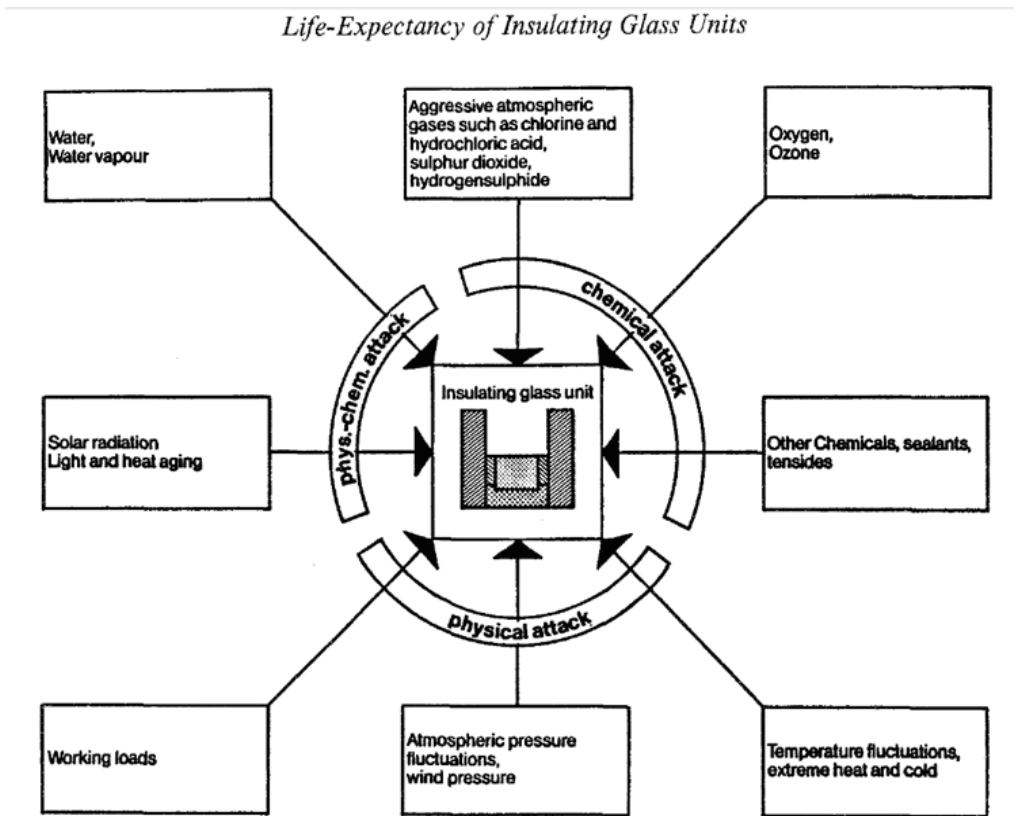 Life-Expectancy of Insulating Glass Units
Water,
Water vapour
Aggressive atmospheric
gases such as chlorine and
hydrochloric acid,
sulphur dioxide,
hydrogensulphide
Oxygen,
Ozone
chemical attack
phys.-chem. attack
Insulating glass unit
Solar radiation
Light and heat aging
Other Chemicals, sealants,
tensides
physical attack
Working loads
Atmospheric pressure
fluctuations,
wind pressure
Temperature fluctuations,
extreme heat and cold